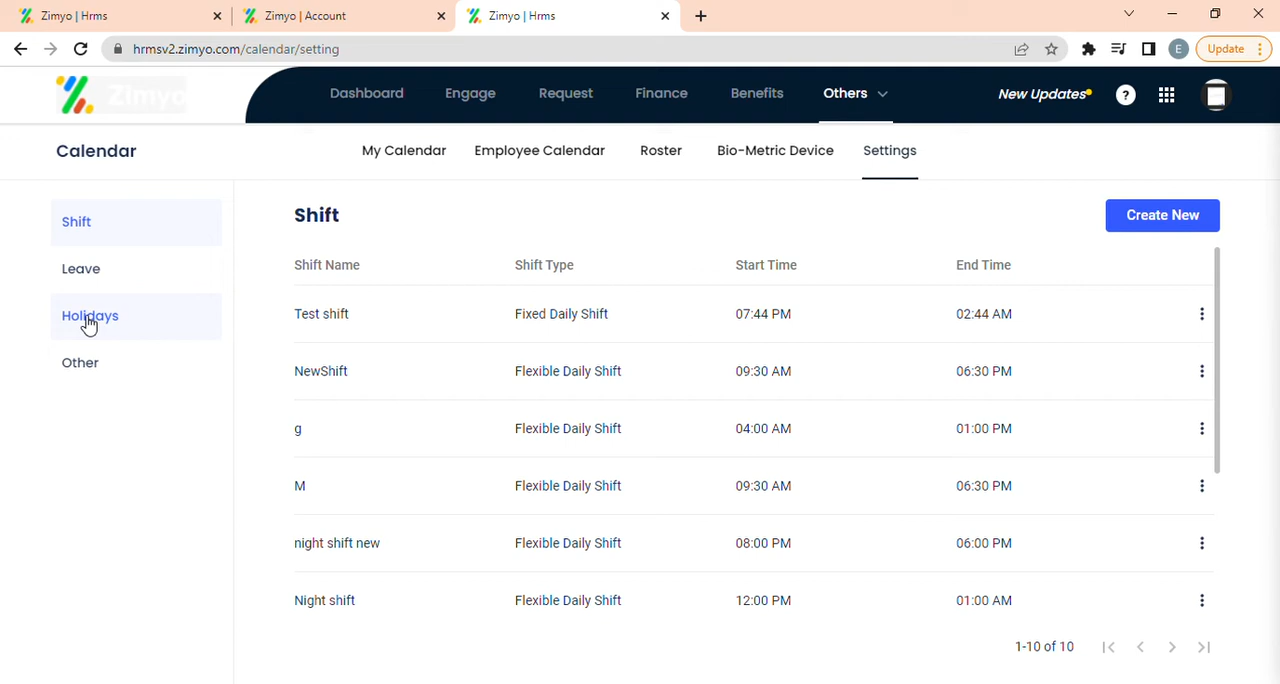 Zimyo | Hrms
Zimyo | Account
Zimyo | Hrms
hrmsv2.zimyo.com/calendar/setting
E
Update
Zimyo
Dashboard Engage Request Finance Benefits Others
New Updates
?
Calendar
My Calendar Employee Calendar Roster Bio-Metric Device Settings
Shift
Leave
Holidays
Other
Shift
Create New
Shift Name Shift Type Start Time End Time
Test shift Fixed Daily Shift 07:44 PM 02:44 AM
NewShift Flexible Daily Shift 09:30 AM 06:30 PM
g Flexible Daily Shift 04:00 AM 01:00 PM
M Flexible Daily Shift 09:30 AM 06:30 PM
night shift new Flexible Daily Shift 08:00 PM 06:00 PM
Night shift Flexible Daily Shift 12:00 PM 01:00 AM
1-10 of 10